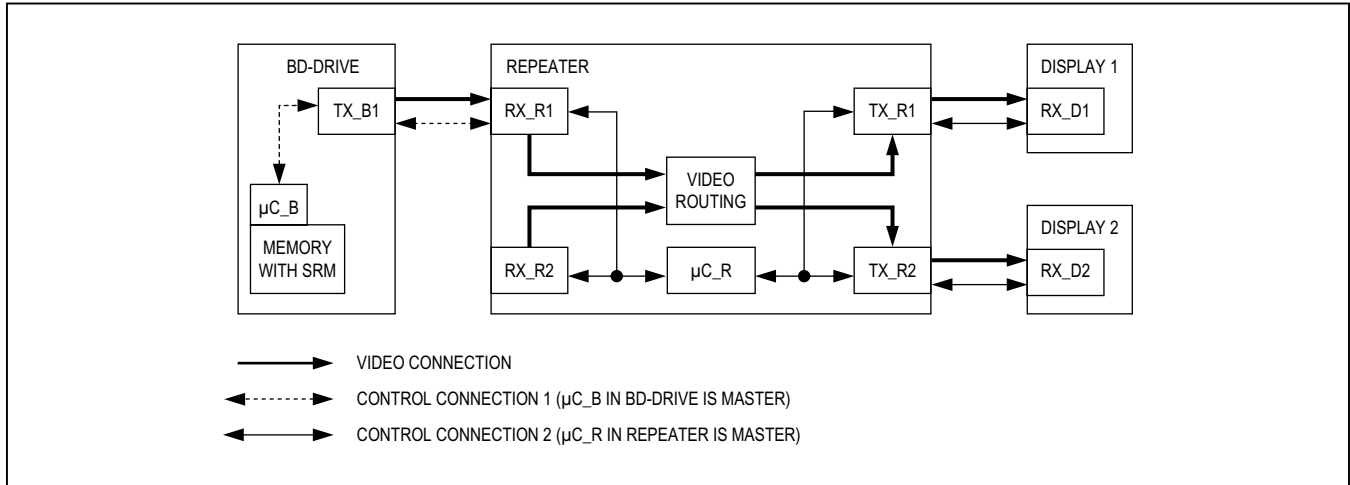 BD-DRIVE
TX_B1
µC_B
MEMORY
WITH SRM
REPEATER
RX_R1
RX_R2
VIDEO
ROUTING
µC_R
TX_R1
TX_R2
DISPLAY 1
RX_D1
DISPLAY 2
RX_D2
VIDEO CONNECTION
CONTROL CONNECTION 1 (µC_B IN BD-DRIVE IS MASTER)
CONTROL CONNECTION 2 (µC_R IN REPEATER IS MASTER)